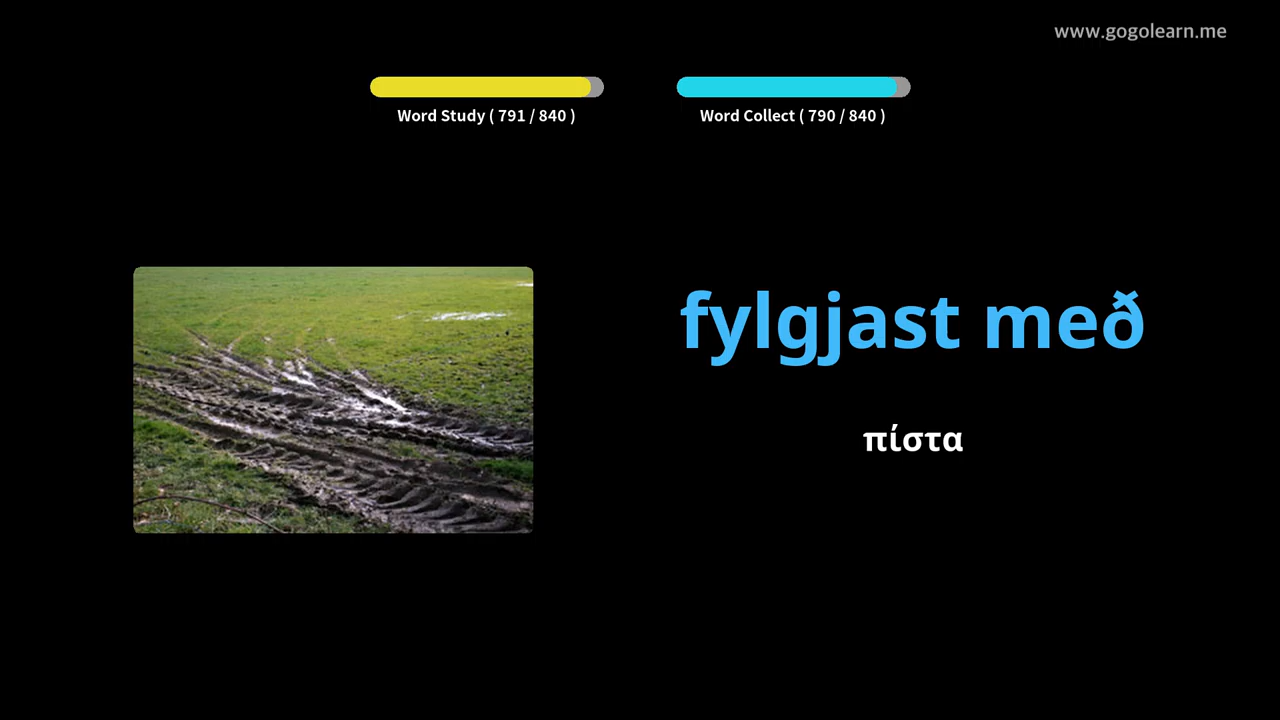 www.gogolearn.me
Word Study ( 791 / 840 )
Word Collect ( 790 / 840 )
fylgjast með
πίστα